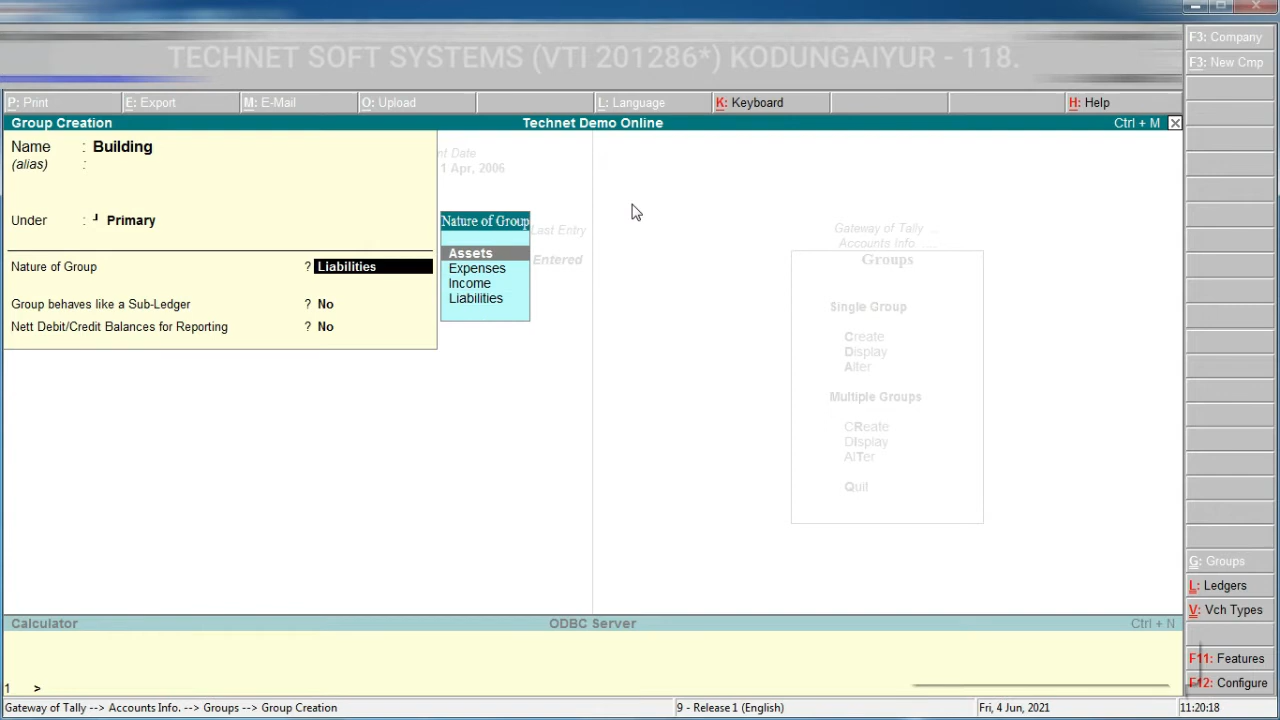 TECHNET SOFT SYSTEMS (VTI 201286*) KODUNGAIYUR - 118.
F3: Company
F3: New Cmp
P: Print
E: Export
M: E-Mail
O: Upload
L: Language
K: Keyboard
H: Help
Group Creation
Technet Demo Online
Ctrl + M
Name : Building
(alias) :
Under : ┘ Primary
Nature of Group ? Liabilities
Group behaves like a Sub-Ledger ? No
Nett Debit/Credit Balances for Reporting ? No
nt Date
1 Apr, 2006
Nature of Group
Assets
Expenses
Income
Liabilities
Last Entry
Entered
Gateway of Tally ...
Accounts Info. ....
Groups
Single Group
Create
Display
Alter
Multiple Groups
CReate
DIsplay
AlTer
Quit
G: Groups
L: Ledgers
V: Vch Types
F11: Features
F12: Configure
Calculator
ODBC Server
Ctrl + N
1 >
Gateway of Tally --> Accounts Info. --> Groups --> Group Creation
9 - Release 1 (English)
Fri, 4 Jun, 2021
11:20:18